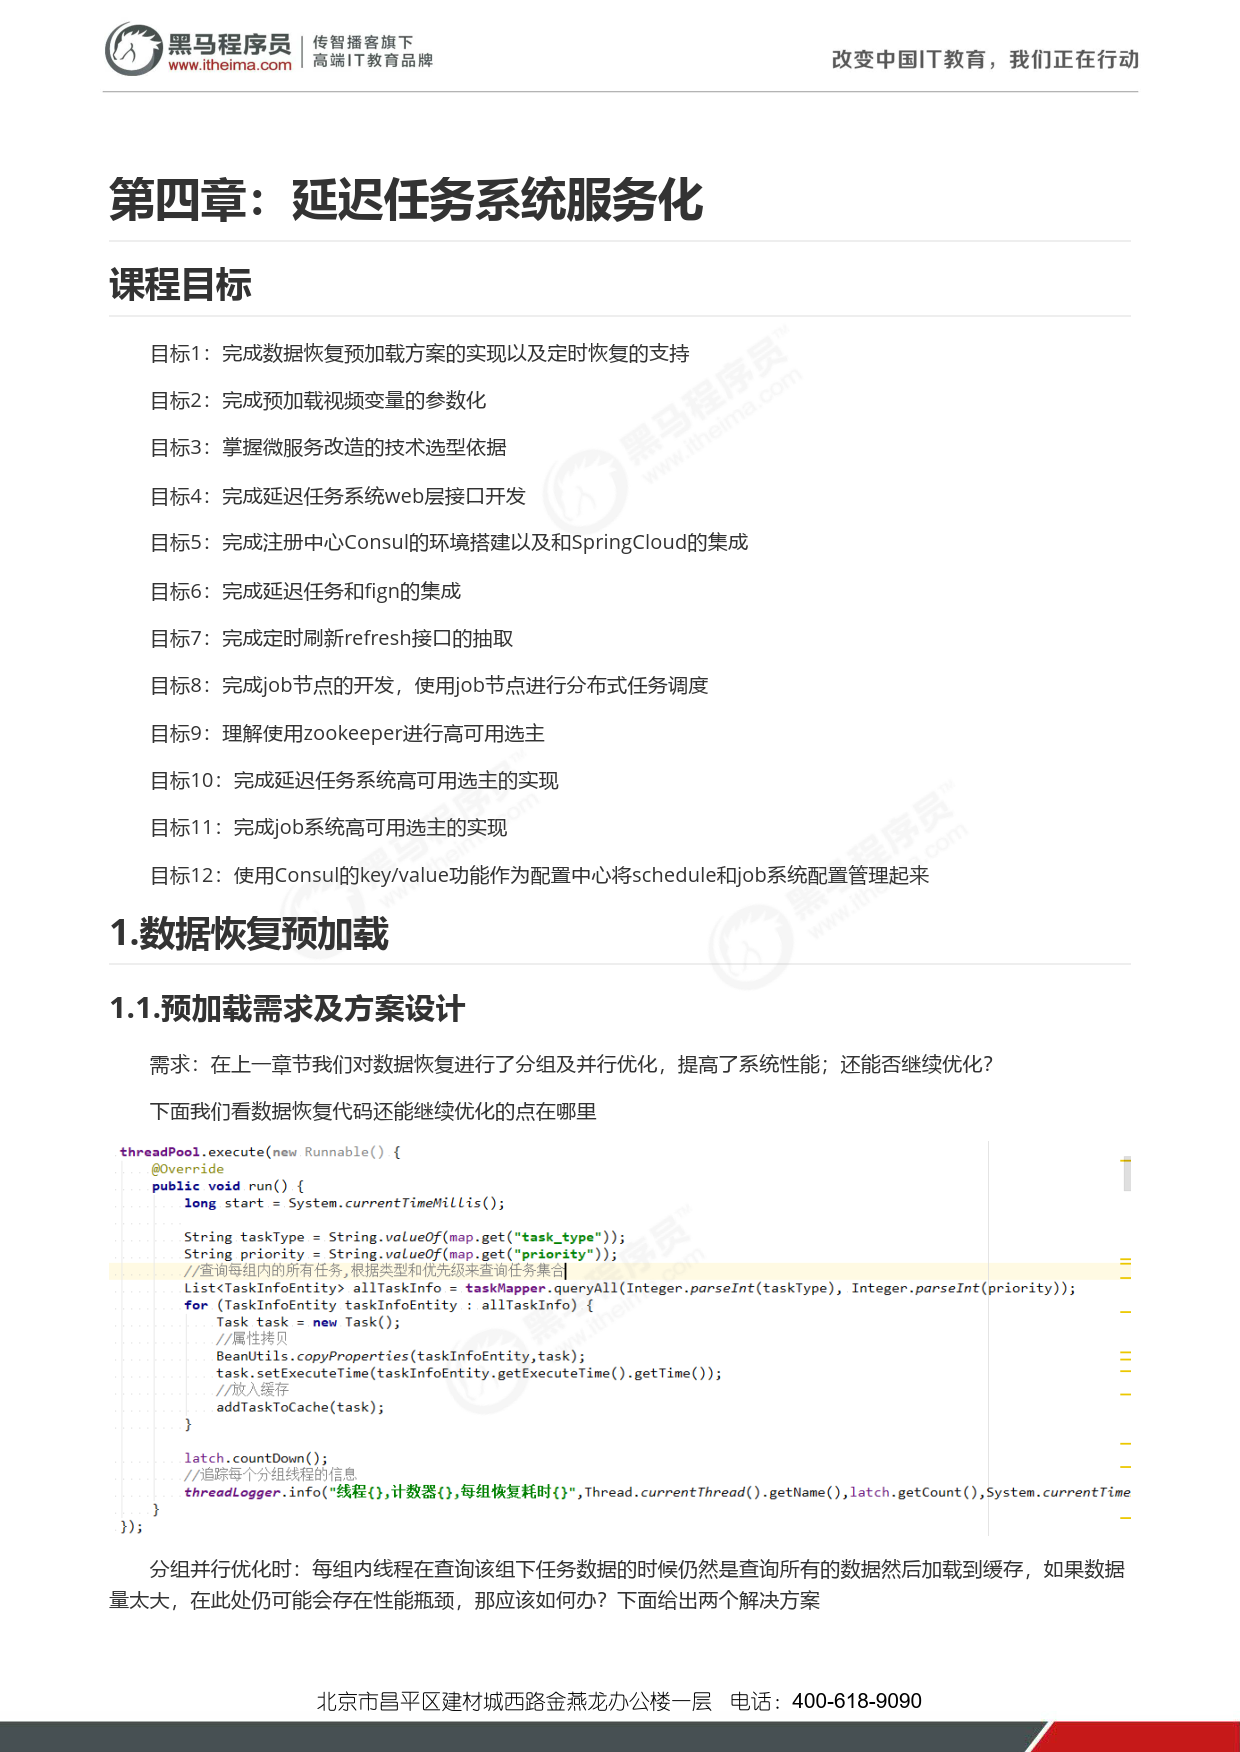 黑马程序员
www.itheima.com
传智播客旗下
高端IT教育品牌
改变中国IT教育，我们正在行动
第四章：延迟任务系统服务化
课程目标
目标1：完成数据恢复预加载方案的实现以及定时恢复的支持
目标2：完成预加载视频变量的参数化
目标3：掌握微服务改造的技术选型依据
目标4：完成延迟任务系统web层接口开发
目标5：完成注册中心Consul的环境搭建以及和SpringCloud的集成
目标6：完成延迟任务和fign的集成
目标7：完成定时刷新refresh接口的抽取
目标8：完成job节点的开发，使用job节点进行分布式任务调度
目标9：理解使用zookeeper进行高可用选主
目标10：完成延迟任务系统高可用选主的实现
目标11：完成job系统高可用选主的实现
目标12：使用Consul的key/value功能作为配置中心将schedule和job系统配置管理起来
1.数据恢复预加载
1.1.预加载需求及方案设计
需求：在上一章节我们对数据恢复进行了分组及并行优化，提高了系统性能；还能否继续优化？
下面我们看数据恢复代码还能继续优化的点在哪里
threadPool.execute(new Runnable() {
@Override
public void run() {
long start = System.currentTimeMillis();
String taskType = String.valueOf(map.get("task_type"));
String priority = String.valueOf(map.get("priority"));
//查询每组内的所有任务,根据类型和优先级来查询任务集合
List<TaskInfoEntity> allTaskInfo = taskMapper.queryAll(Integer.parseInt(taskType), Integer.parseInt(priority));
for (TaskInfoEntity taskInfoEntity : allTaskInfo) {
Task task = new Task();
//属性拷贝
BeanUtils.copyProperties(taskInfoEntity,task);
task.setExecuteTime(taskInfoEntity.getExecuteTime().getTime());
//放入缓存
addTaskToCache(task);
}
latch.countDown();
//追踪每个分组线程的信息
threadLogger.info("线程{},计数器{},每组恢复耗时{}",Thread.currentThread().getName(),latch.getCount(),System.currentTime
}
});
分组并行优化时：每组内线程在查询该组下任务数据的时候仍然是查询所有的数据然后加载到缓存，如果数据
量太大，在此处仍可能会存在性能瓶颈，那应该如何办？下面给出两个解决方案
北京市昌平区建材城西路金燕龙办公楼一层 电话：400-618-9090